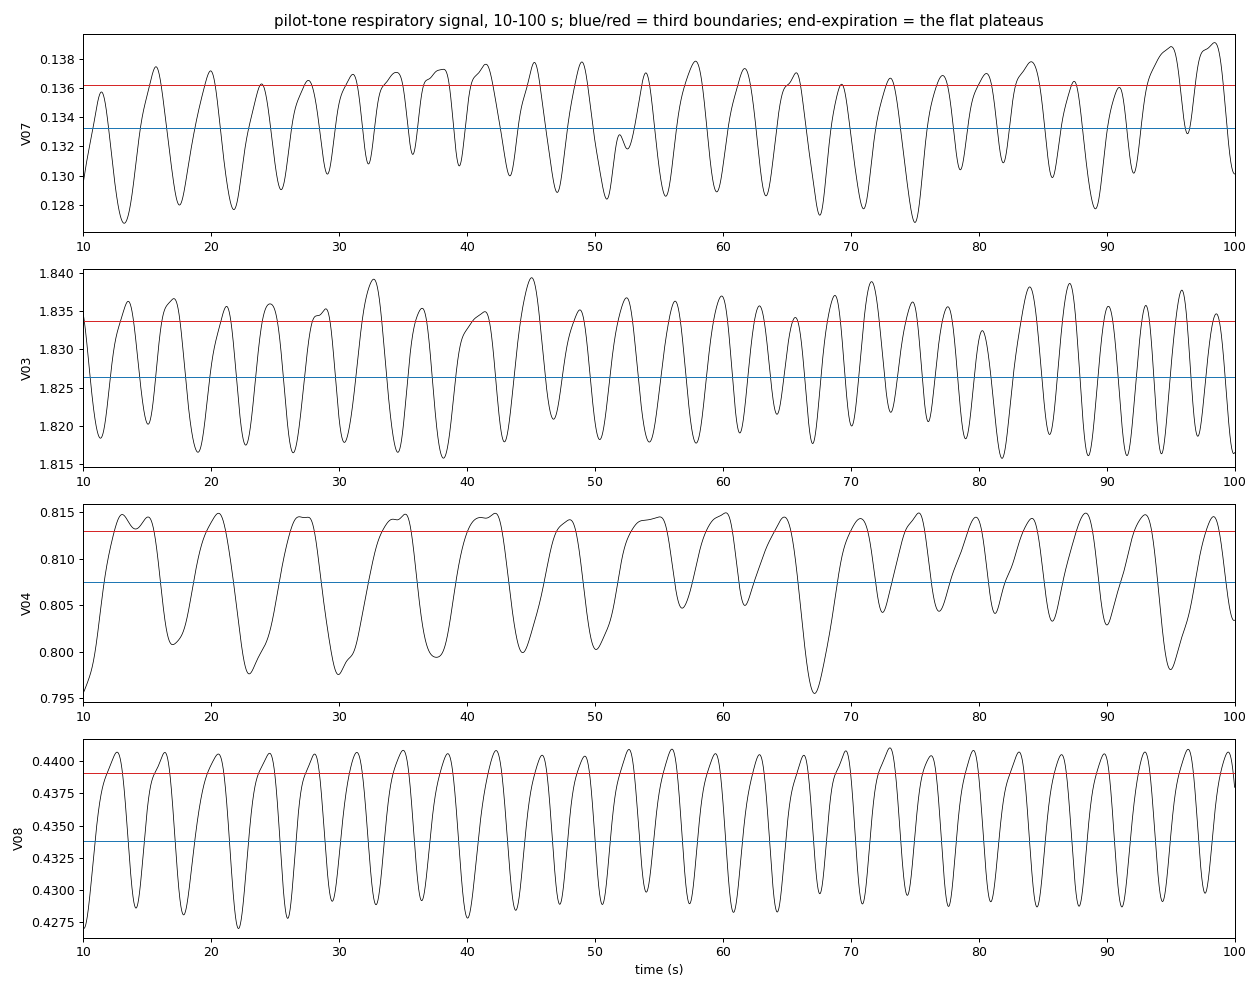 pilot-tone respiratory signal, 10-100 s; blue/red = third boundaries; end-expiration = the flat plateaus
0.138
0.136
0.134
0.132
0.130
0.128
V07
10 20 30 40 50 60 70 80 90 100
1.840
1.835
1.830
1.825
1.820
1.815
V03
10 20 30 40 50 60 70 80 90 100
0.815
0.810
0.805
0.800
0.795
V04
10 20 30 40 50 60 70 80 90 100
0.4400
0.4375
0.4350
0.4325
0.4300
0.4275
V08
10 20 30 40 50 60 70 80 90 100
time (s)